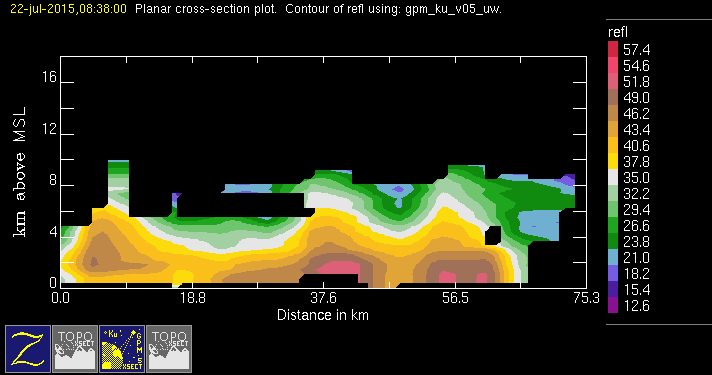 22-jul-2015,08:38:00 Planar cross-section plot. Contour of refl using: gpm_ku_v05_uw.
refl
57.4
54.6
51.8
49.0
46.2
43.4
40.6
37.8
35.0
32.2
29.4
26.6
23.8
21.0
18.2
15.4
12.6
km above MSL
16
12
8
4
0
0.0 18.8 37.6 56.5 75.3
Distance in km
Z
TOPO XSECT
"Ku" GPM'S XSECT
TOPO XSECT